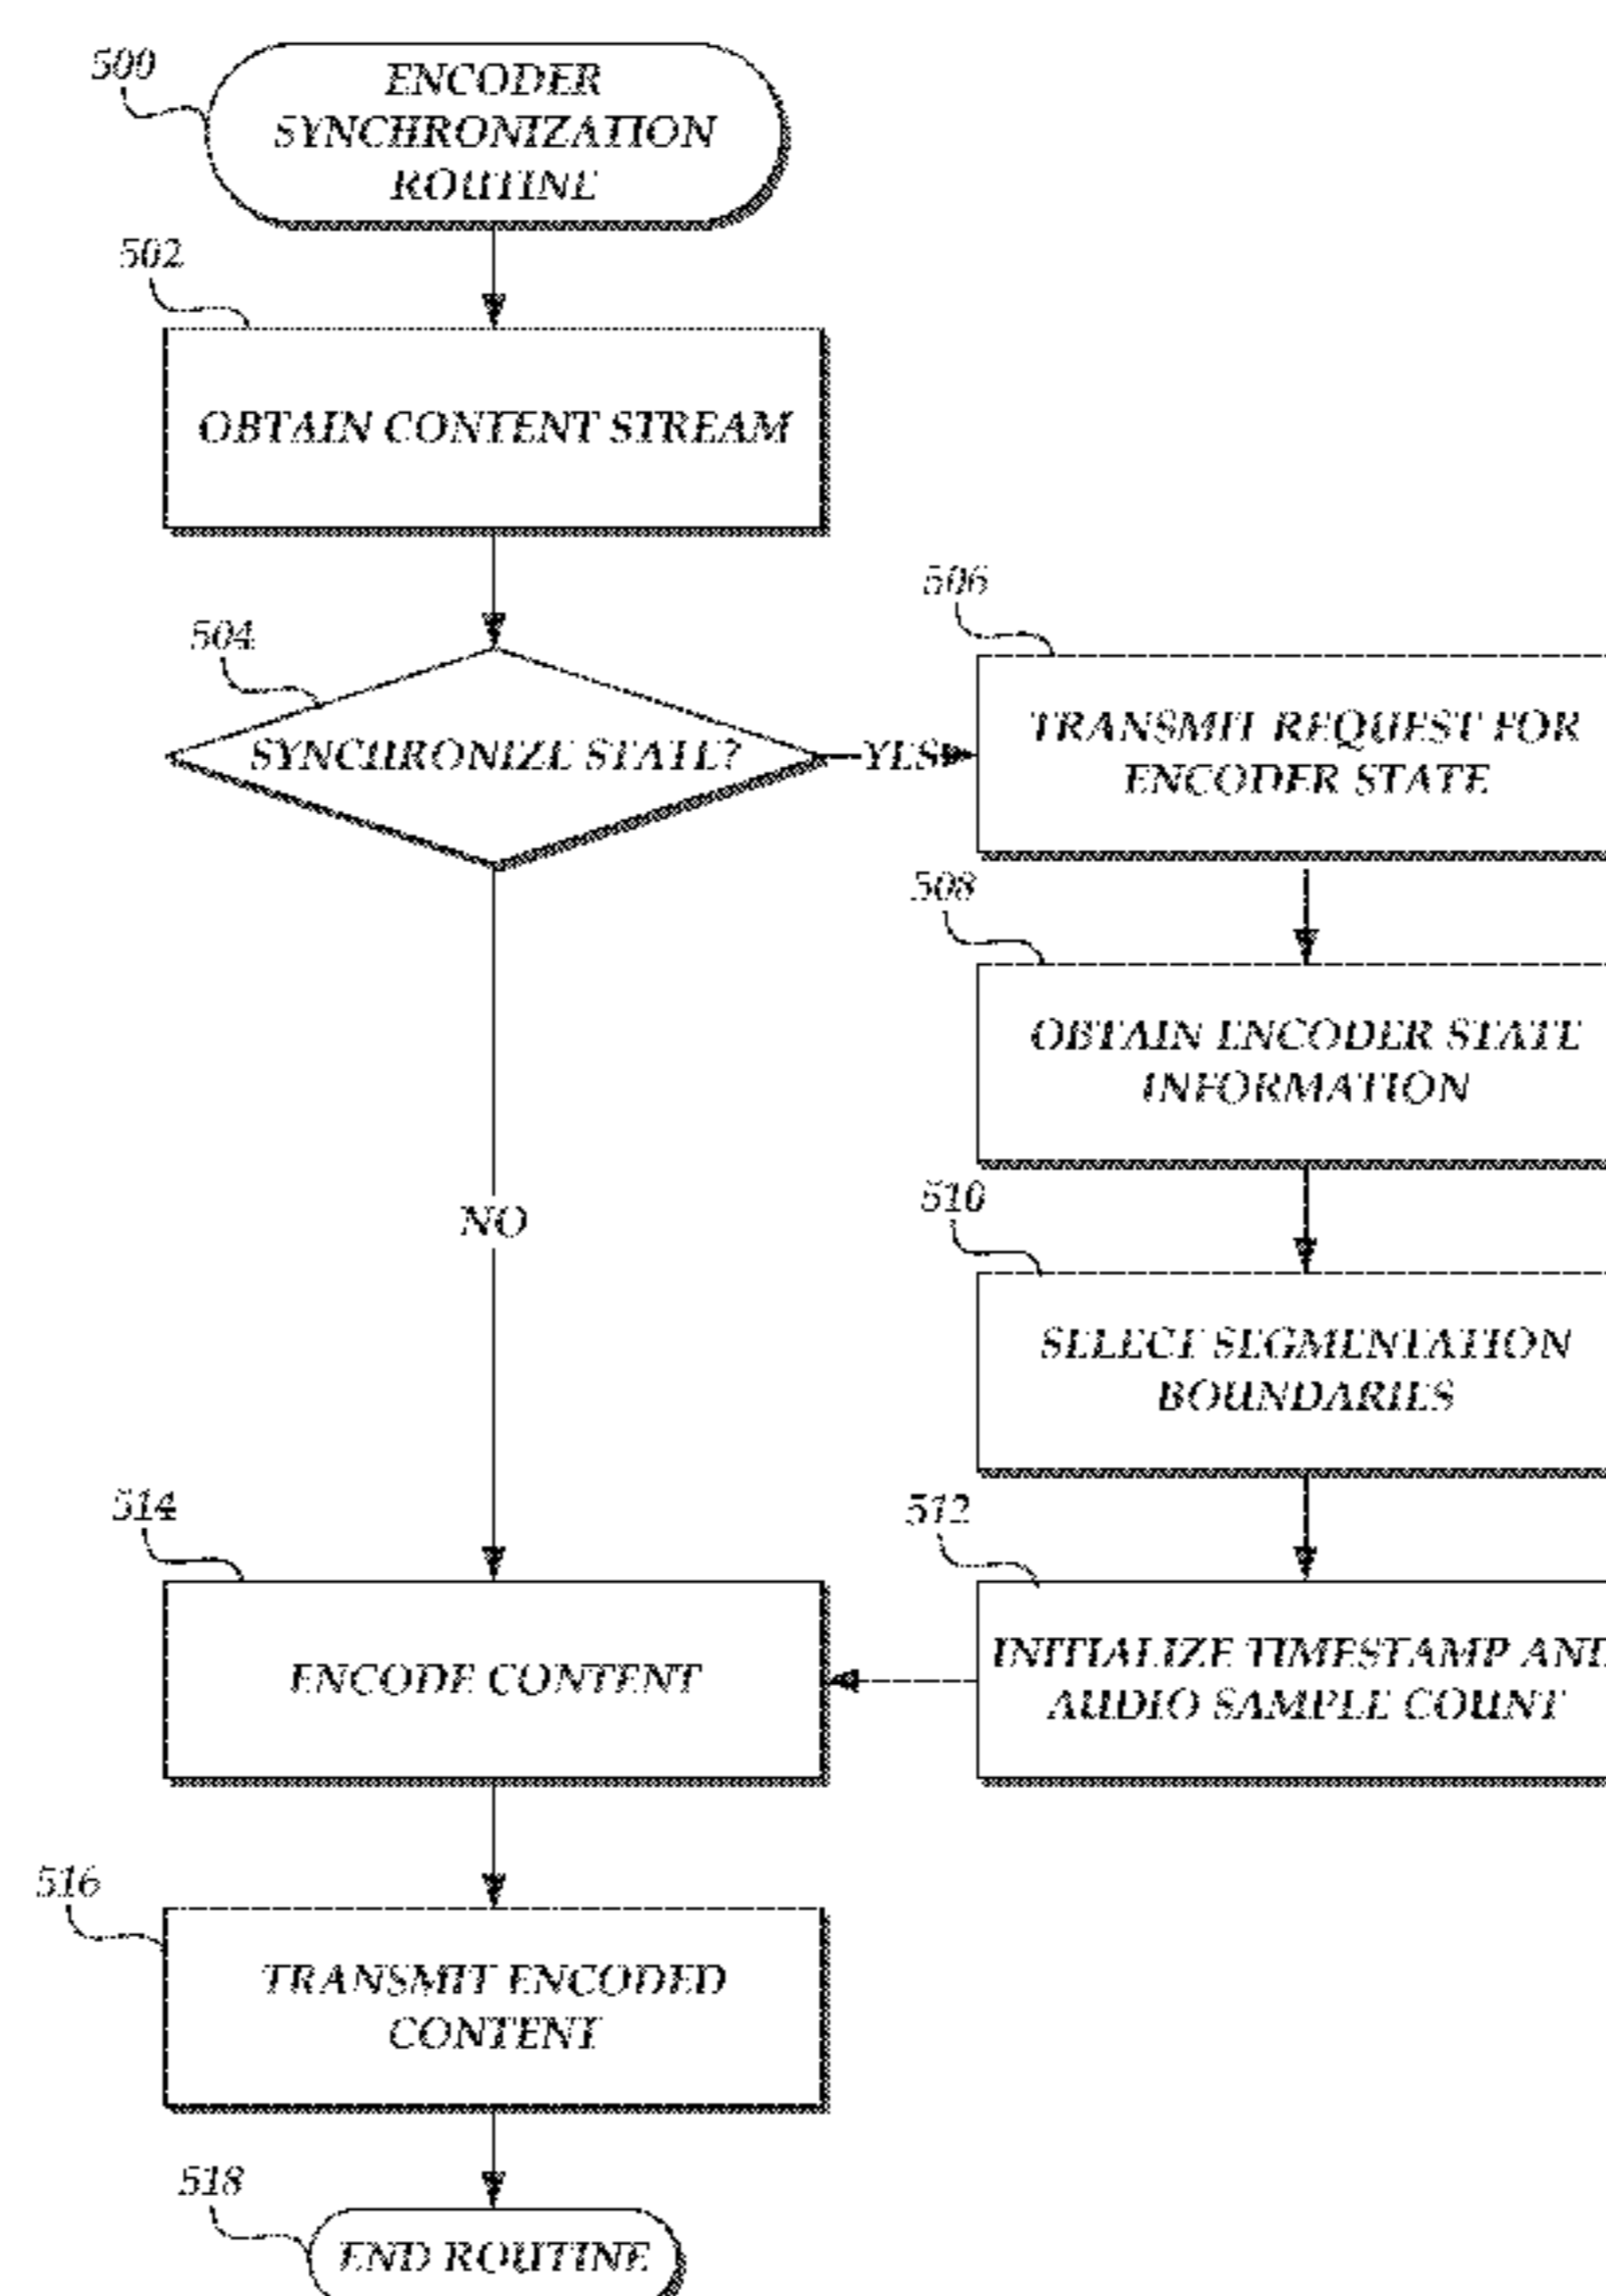 500
ENCODER
SYNCHRONIZATION
ROUTINE
502
OBTAIN CONTENT STREAM
504
SYNCHRONIZE STATE?
YES
506
TRANSMIT REQUEST FOR
ENCODER STATE
508
OBTAIN ENCODER STATE
INFORMATION
510
SELECT SEGMENTATION
BOUNDARIES
512
INITIALIZE TIMESTAMP AND
AUDIO SAMPLE COUNT
NO
514
ENCODE CONTENT
516
TRANSMIT ENCODED
CONTENT
518
END ROUTINE